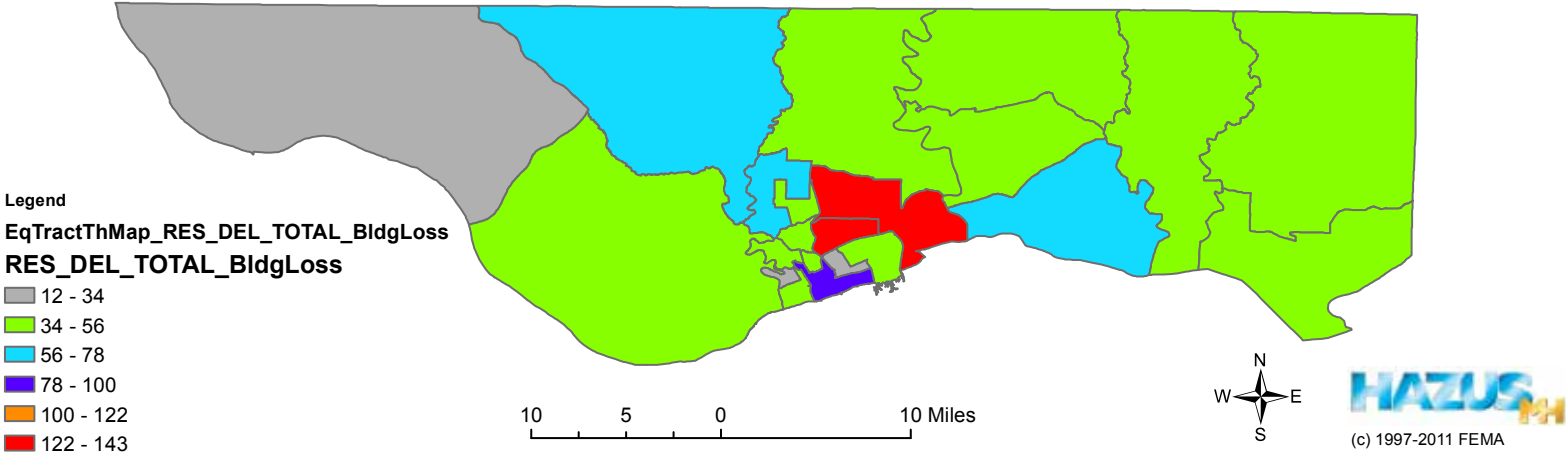 Legend
EqTractThMap_RES_DEL_TOTAL_BldgLoss
RES_DEL_TOTAL_BldgLoss
12 - 34
34 - 56
56 - 78
78 - 100
100 - 122
122 - 143
10 5 0 10 Miles
N
W E
S
HAZUS MH
(c) 1997-2011 FEMA